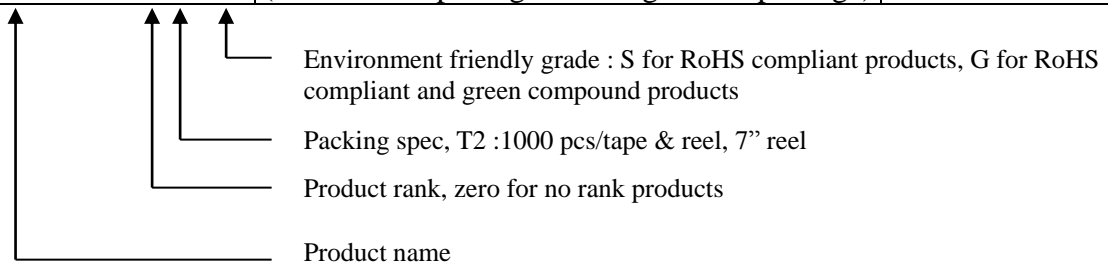 Environment friendly grade : S for RoHS compliant products, G for RoHS
compliant and green compound products
Packing spec, T2 :1000 pcs/tape & reel, 7” reel
Product rank, zero for no rank products
Product name